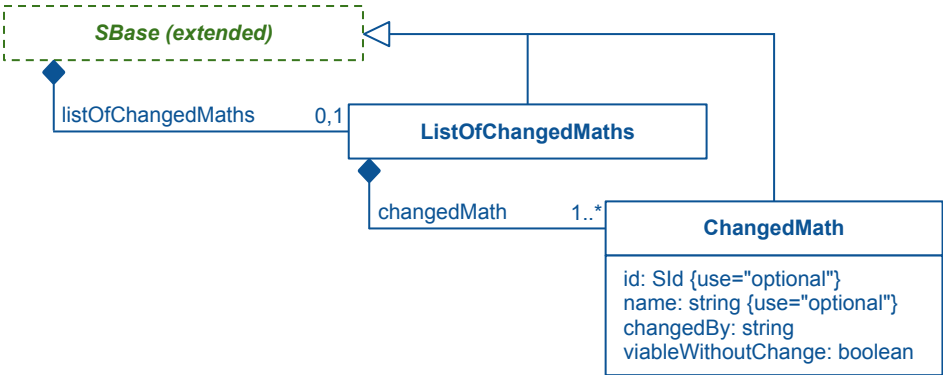 SBase (extended)
listOfChangedMaths 0,1
ListOfChangedMaths
changedMath 1..*
ChangedMath
id: SId {use="optional"}
name: string {use="optional"}
changedBy: string
viableWithoutChange: boolean